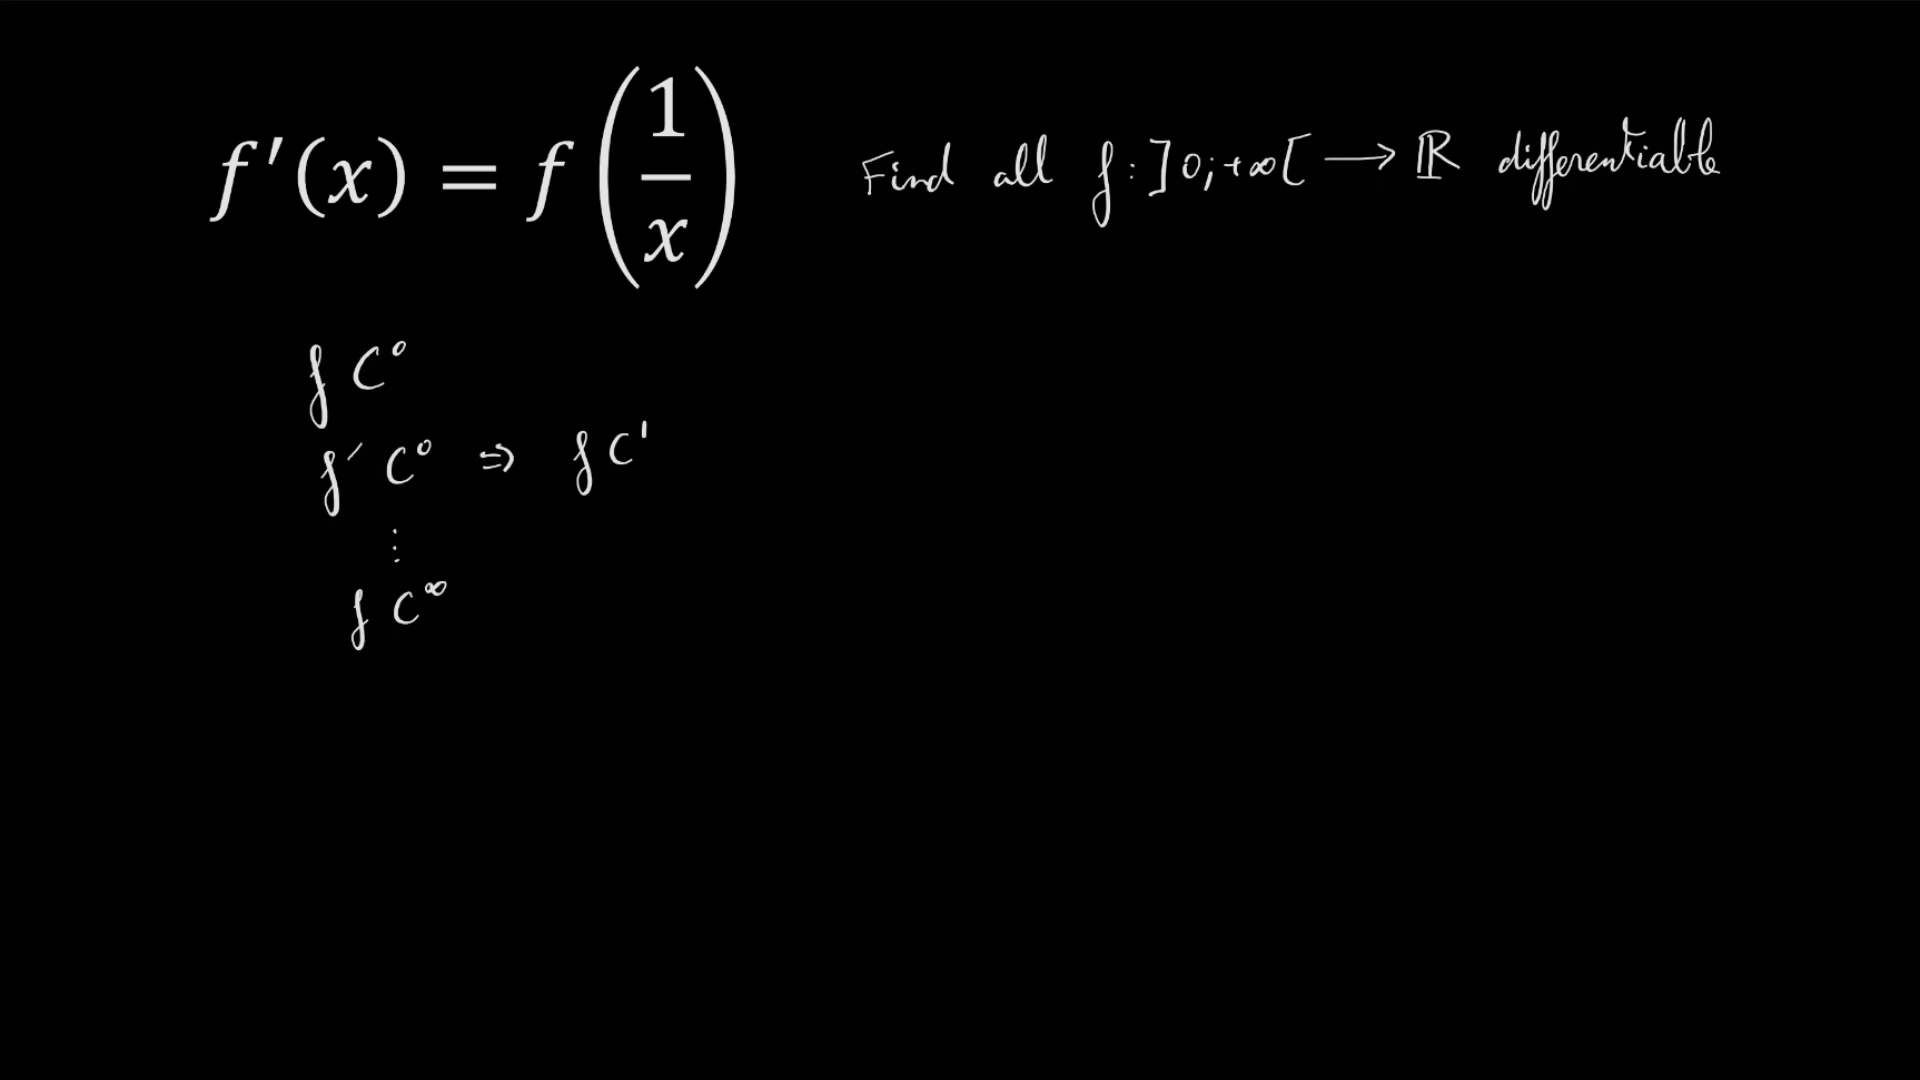 f′(x) = f(1/x)
Find all f : ]0;+∞[ → ℝ differentiable
f C⁰
f′ C⁰ ⇒ f C¹
⋮
f C^∞